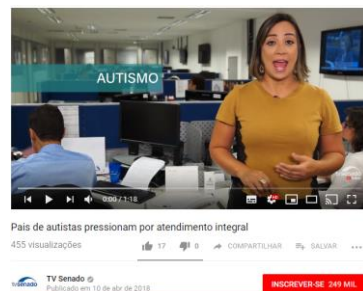 AUTISMO
0:00 / 1:18
Pais de autistas pressionam por atendimento integral
455 visualizações
17
0
COMPARTILHAR
SALVAR
...
tvsenado
TV Senado
Publicado em 10 de abr de 2018
INSCREVER-SE 249 MIL